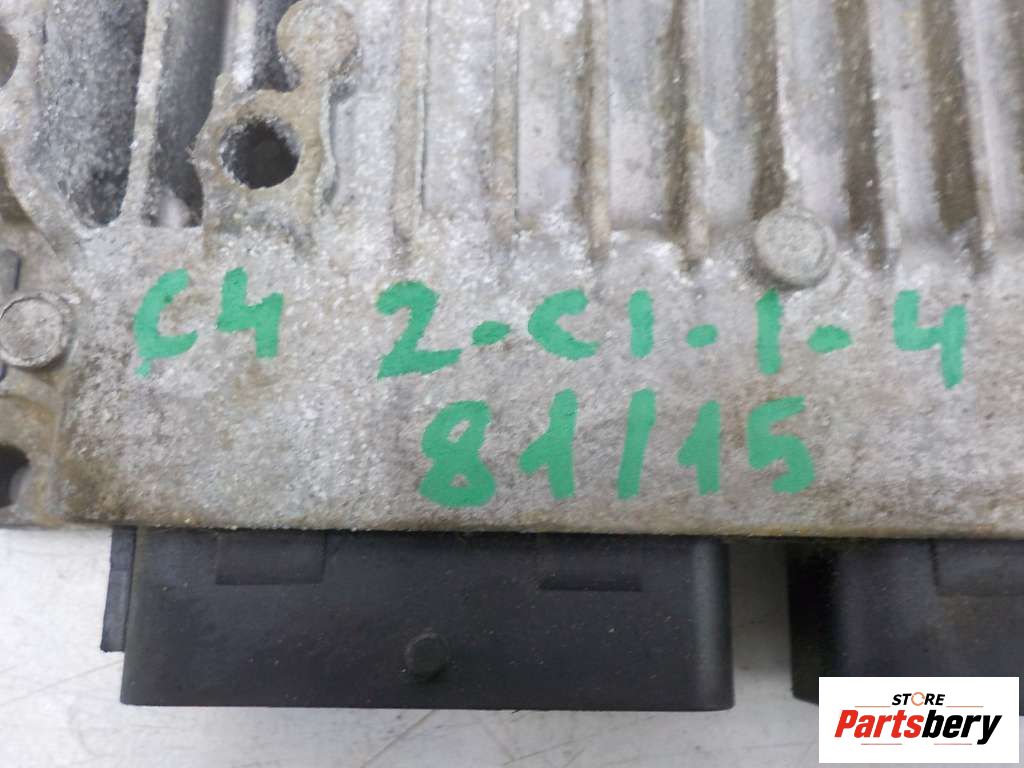 C4 2-C1-1-4
81/15
STORE
Partsbery